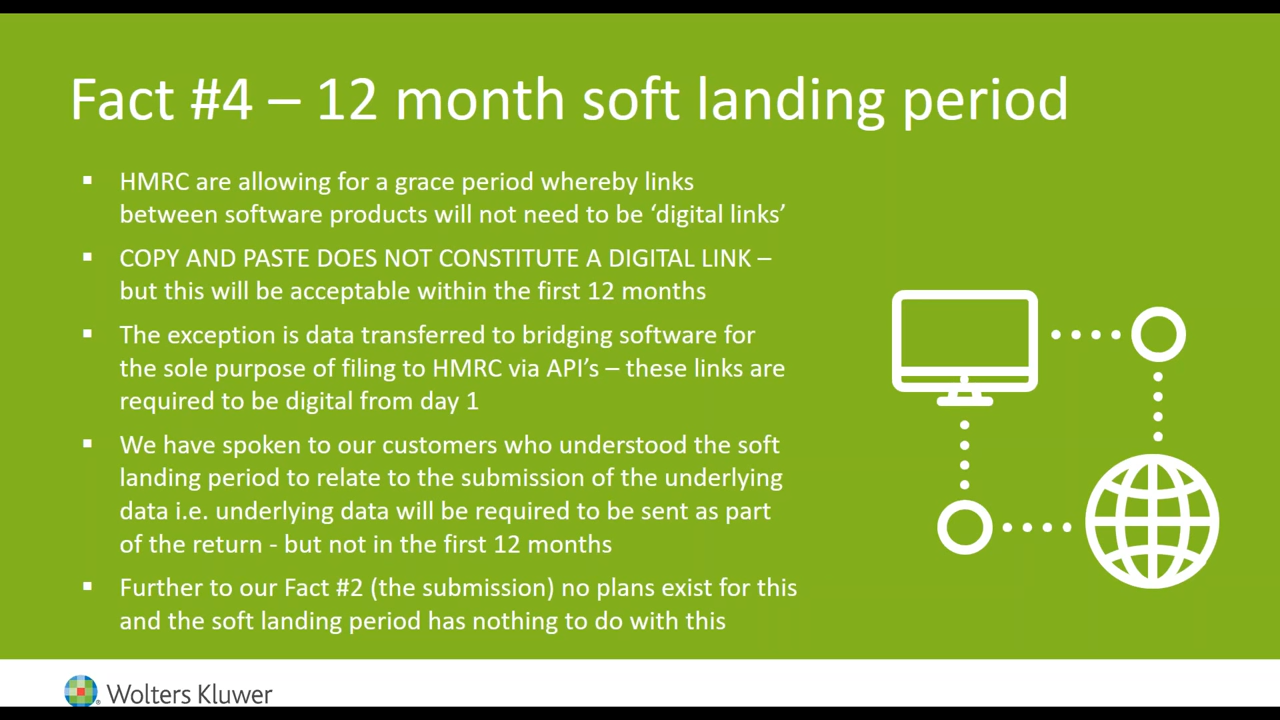 Fact #4 – 12 month soft landing period
▪ HMRC are allowing for a grace period whereby links
between software products will not need to be ‘digital links’
▪ COPY AND PASTE DOES NOT CONSTITUTE A DIGITAL LINK –
but this will be acceptable within the first 12 months
▪ The exception is data transferred to bridging software for
the sole purpose of filing to HMRC via API’s – these links are
required to be digital from day 1
▪ We have spoken to our customers who understood the soft
landing period to relate to the submission of the underlying
data i.e. underlying data will be required to be sent as part
of the return - but not in the first 12 months
▪ Further to our Fact #2 (the submission) no plans exist for this
and the soft landing period has nothing to do with this
Wolters Kluwer